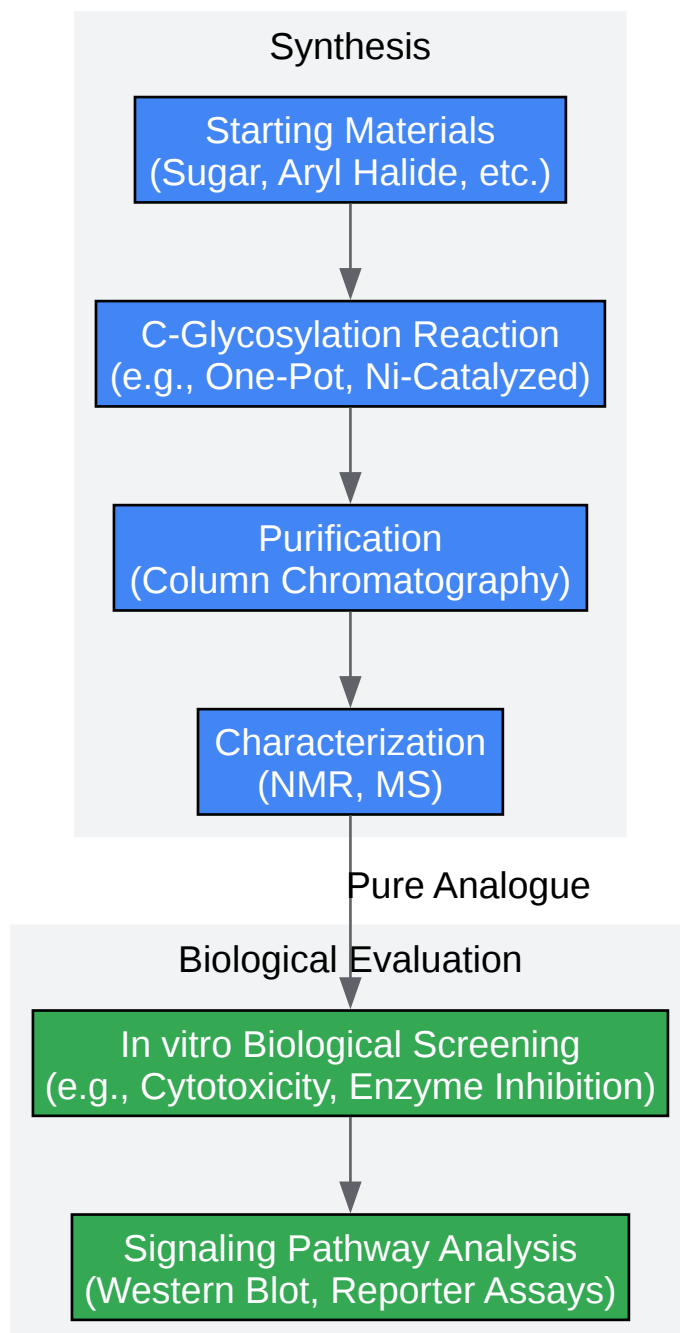 Synthesis
Starting Materials
(Sugar, Aryl Halide, etc.)
C-Glycosylation Reaction
(e.g., One-Pot, Ni-Catalyzed)
Purification
(Column Chromatography)
Characterization
(NMR, MS)
Pure Analogue
Biological Evaluation
In vitro Biological Screening
(e.g., Cytotoxicity, Enzyme Inhibition)
Signaling Pathway Analysis
(Western Blot, Reporter Assays)